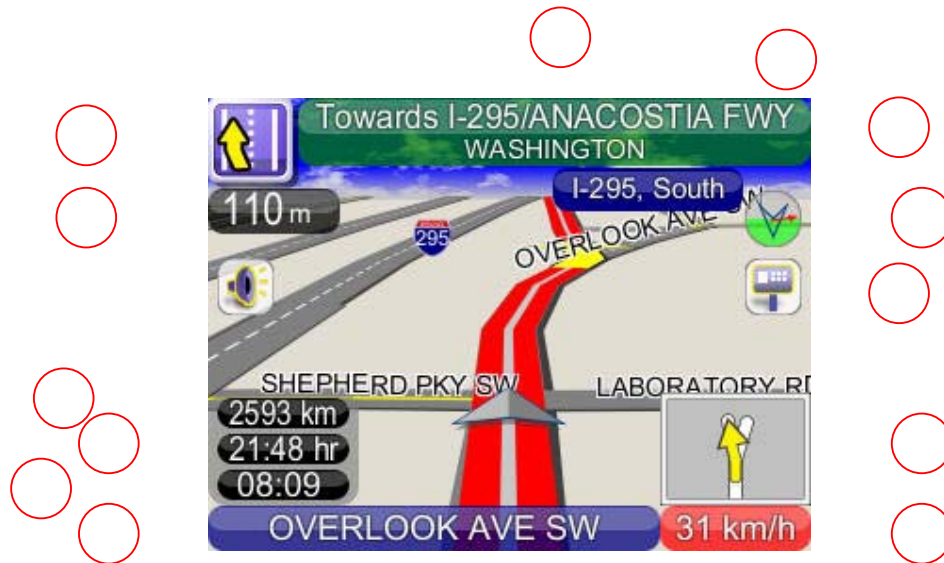 Towards I-295/ANACOSTIA FWY
WASHINGTON
I-295, South
110 m
295
OVERLOOK AVE SW
SHEPHERD PKY SW
LABORATORY RD
2593 km
21:48 hr
08:09
OVERLOOK AVE SW
31 km/h